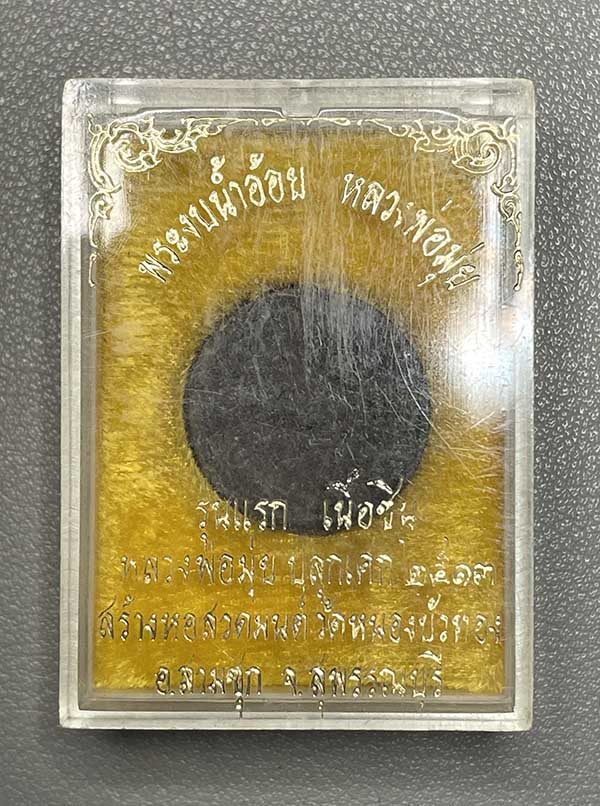 พระงบน้ำอ้อย หลวงพ่อมุ่ย
รุ่นแรก เนื้อชิน
หลวงพ่อมุ่ย ปลุกเศก ๒๕๑๓
สร้างหอสวดมนต์ วัดหนองบัวทอง
อ.สามชุก จ.สุพรรณบุรี